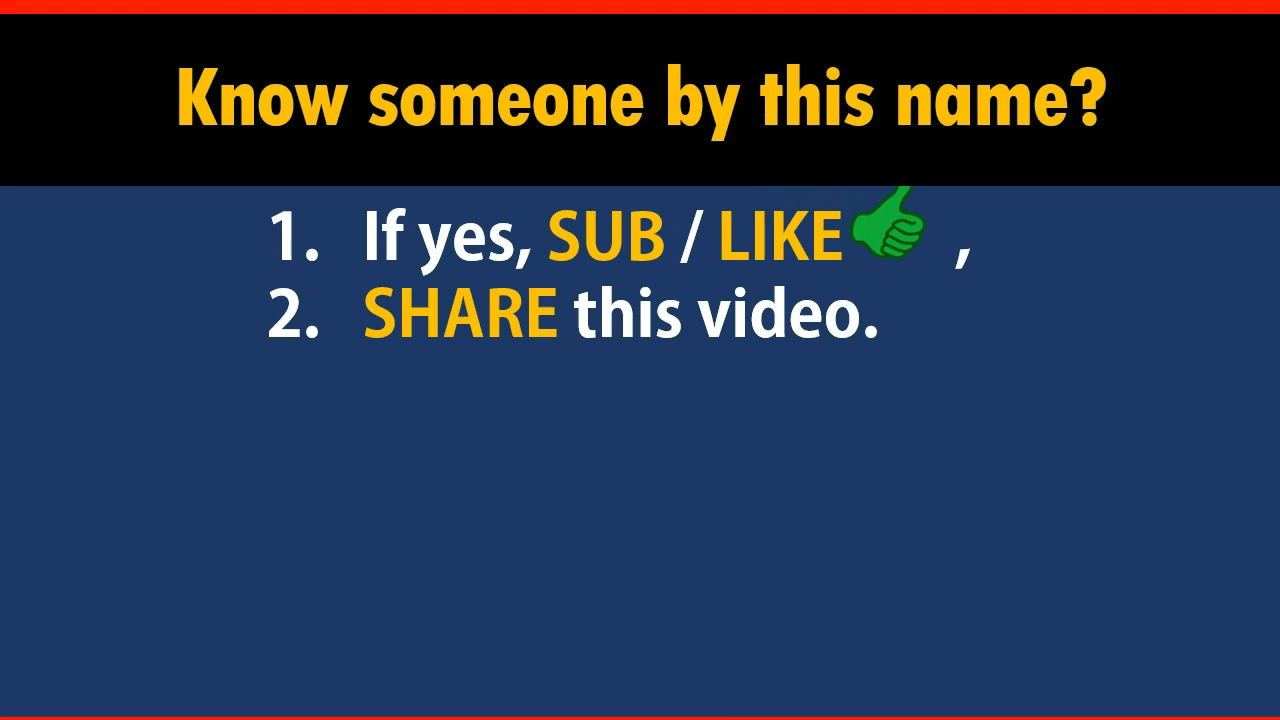 Know someone by this name?
1. If yes, SUB / LIKE ,
2. SHARE this video.